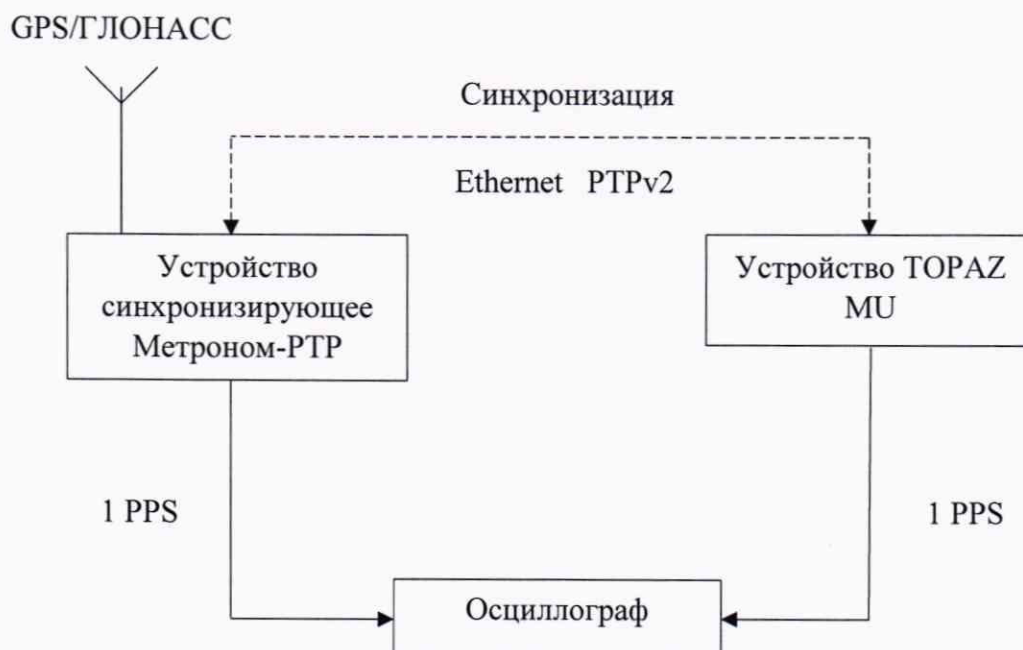 GPS/ГЛОНАСС
Синхронизация
Ethernet PTPv2
Устройство
синхронизирующее
Метроном-PTP
Устройство TOPAZ
MU
1 PPS
1 PPS
Осциллограф